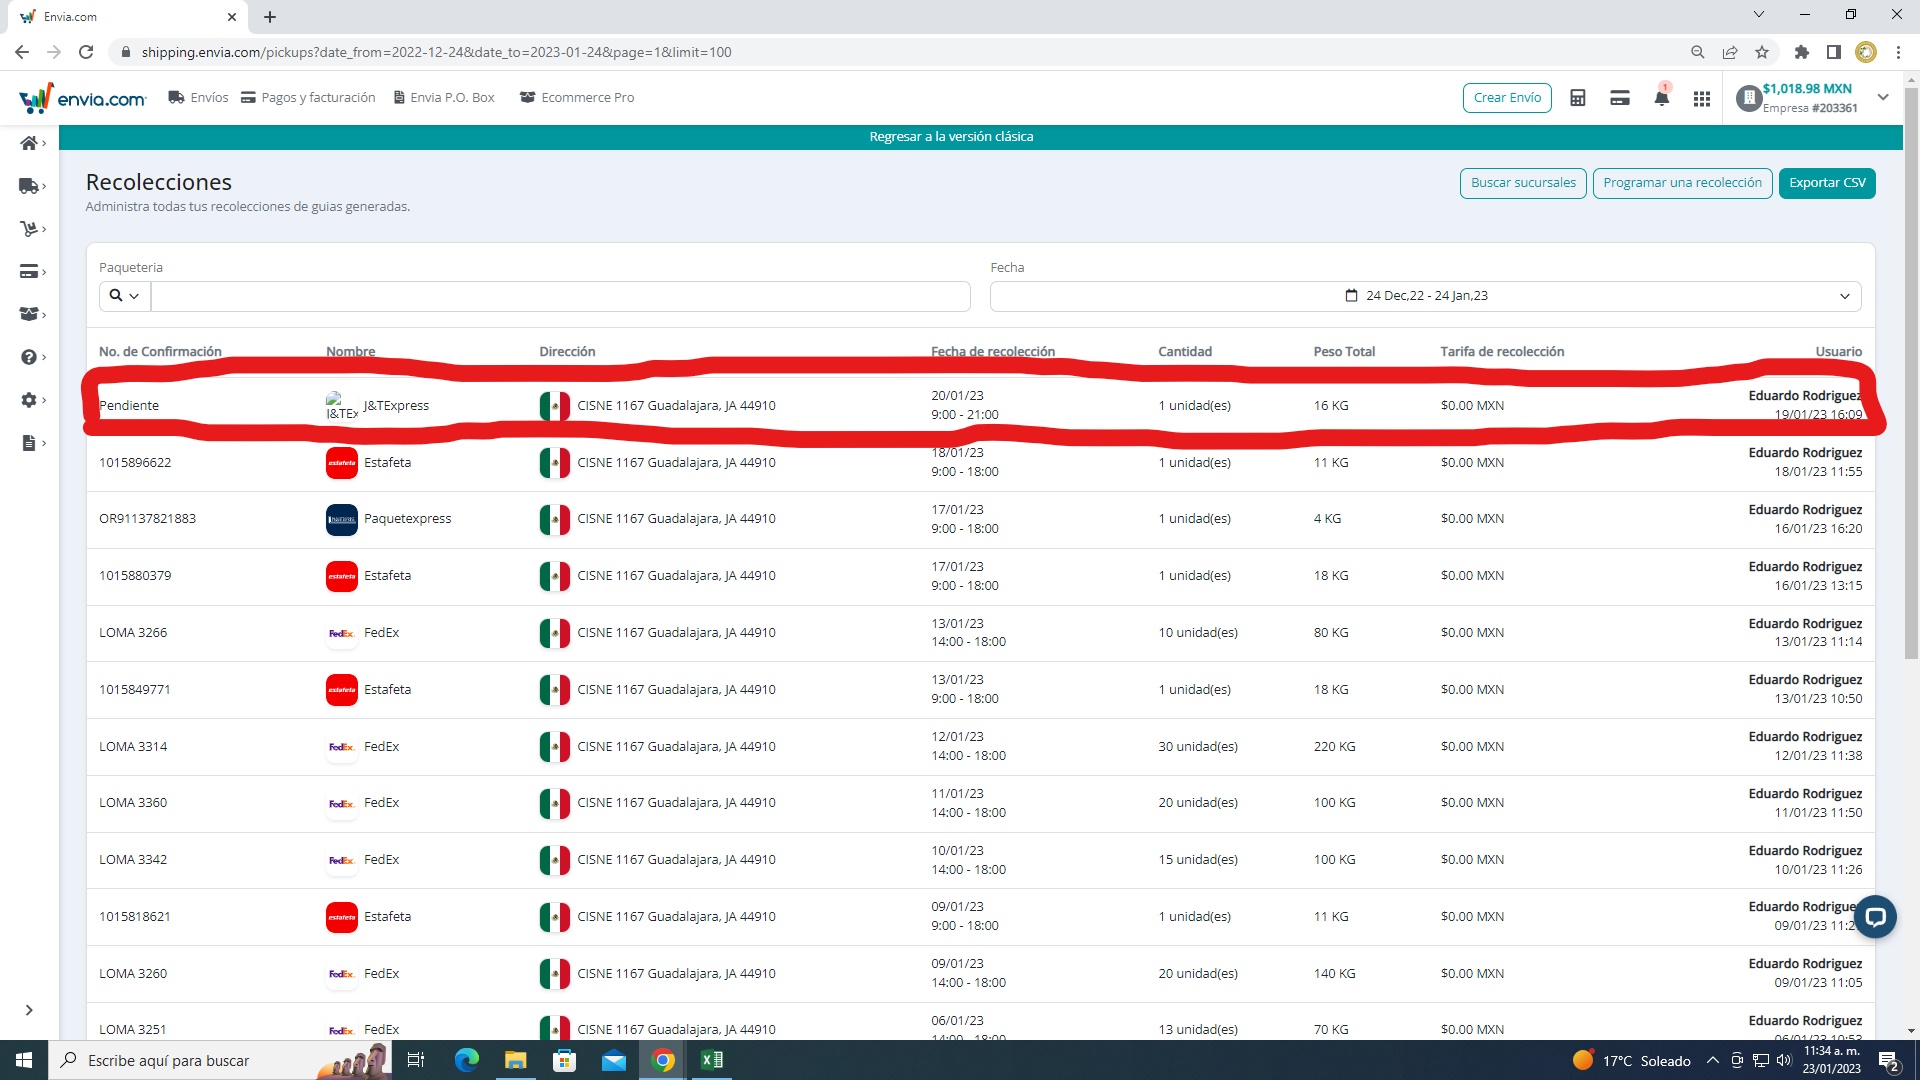 Envia.com
shipping.envia.com/pickups?date_from=2022-12-24&date_to=2023-01-24&page=1&limit=100
envia.com Envíos Pagos y facturación Envia P.O. Box Ecommerce Pro Crear Envío 1 $1,018.98 MXN
Empresa #203361
Regresar a la versión clásica
Recolecciones Buscar sucursales Programar una recolección Exportar CSV
Administra todas tus recolecciones de guias generadas.
Paqueteria Fecha
24 Dec,22 - 24 Jan,23
No. de Confirmación Nombre Dirección Fecha de recolección Cantidad Peso Total Tarifa de recolección Usuario
Pendiente J&TExpress CISNE 1167 Guadalajara, JA 44910 20/01/23 9:00 - 21:00 1 unidad(es) 16 KG $0.00 MXN Eduardo Rodriguez 19/01/23 16:09
1015896622 estafeta Estafeta CISNE 1167 Guadalajara, JA 44910 18/01/23 9:00 - 18:00 1 unidad(es) 11 KG $0.00 MXN Eduardo Rodriguez 18/01/23 11:55
OR91137821883 Paquetexpress CISNE 1167 Guadalajara, JA 44910 17/01/23 9:00 - 18:00 1 unidad(es) 4 KG $0.00 MXN Eduardo Rodriguez 16/01/23 16:20
1015880379 estafeta Estafeta CISNE 1167 Guadalajara, JA 44910 17/01/23 9:00 - 18:00 1 unidad(es) 18 KG $0.00 MXN Eduardo Rodriguez 16/01/23 13:15
LOMA 3266 FedEx FedEx CISNE 1167 Guadalajara, JA 44910 13/01/23 14:00 - 18:00 10 unidad(es) 80 KG $0.00 MXN Eduardo Rodriguez 13/01/23 11:14
1015849771 estafeta Estafeta CISNE 1167 Guadalajara, JA 44910 13/01/23 9:00 - 18:00 1 unidad(es) 18 KG $0.00 MXN Eduardo Rodriguez 13/01/23 10:50
LOMA 3314 FedEx FedEx CISNE 1167 Guadalajara, JA 44910 12/01/23 14:00 - 18:00 30 unidad(es) 220 KG $0.00 MXN Eduardo Rodriguez 12/01/23 11:38
LOMA 3360 FedEx FedEx CISNE 1167 Guadalajara, JA 44910 11/01/23 14:00 - 18:00 20 unidad(es) 100 KG $0.00 MXN Eduardo Rodriguez 11/01/23 11:50
LOMA 3342 FedEx FedEx CISNE 1167 Guadalajara, JA 44910 10/01/23 14:00 - 18:00 15 unidad(es) 100 KG $0.00 MXN Eduardo Rodriguez 10/01/23 11:26
1015818621 estafeta Estafeta CISNE 1167 Guadalajara, JA 44910 09/01/23 9:00 - 18:00 1 unidad(es) 11 KG $0.00 MXN Eduardo 09/01/23
LOMA 3260 FedEx FedEx CISNE 1167 Guadalajara, JA 44910 09/01/23 14:00 - 18:00 20 unidad(es) 140 KG $0.00 MXN Eduardo Rodriguez 09/01/23 11:05
LOMA 3251 FedEx FedEx CISNE 1167 Guadalajara, JA 44910 06/01/23 13 unidad(es) 70 KG $0.00 MXN Eduardo Rodriguez
Escribe aquí para buscar 17°C Soleado 11:34 a. m.
23/01/2023 2